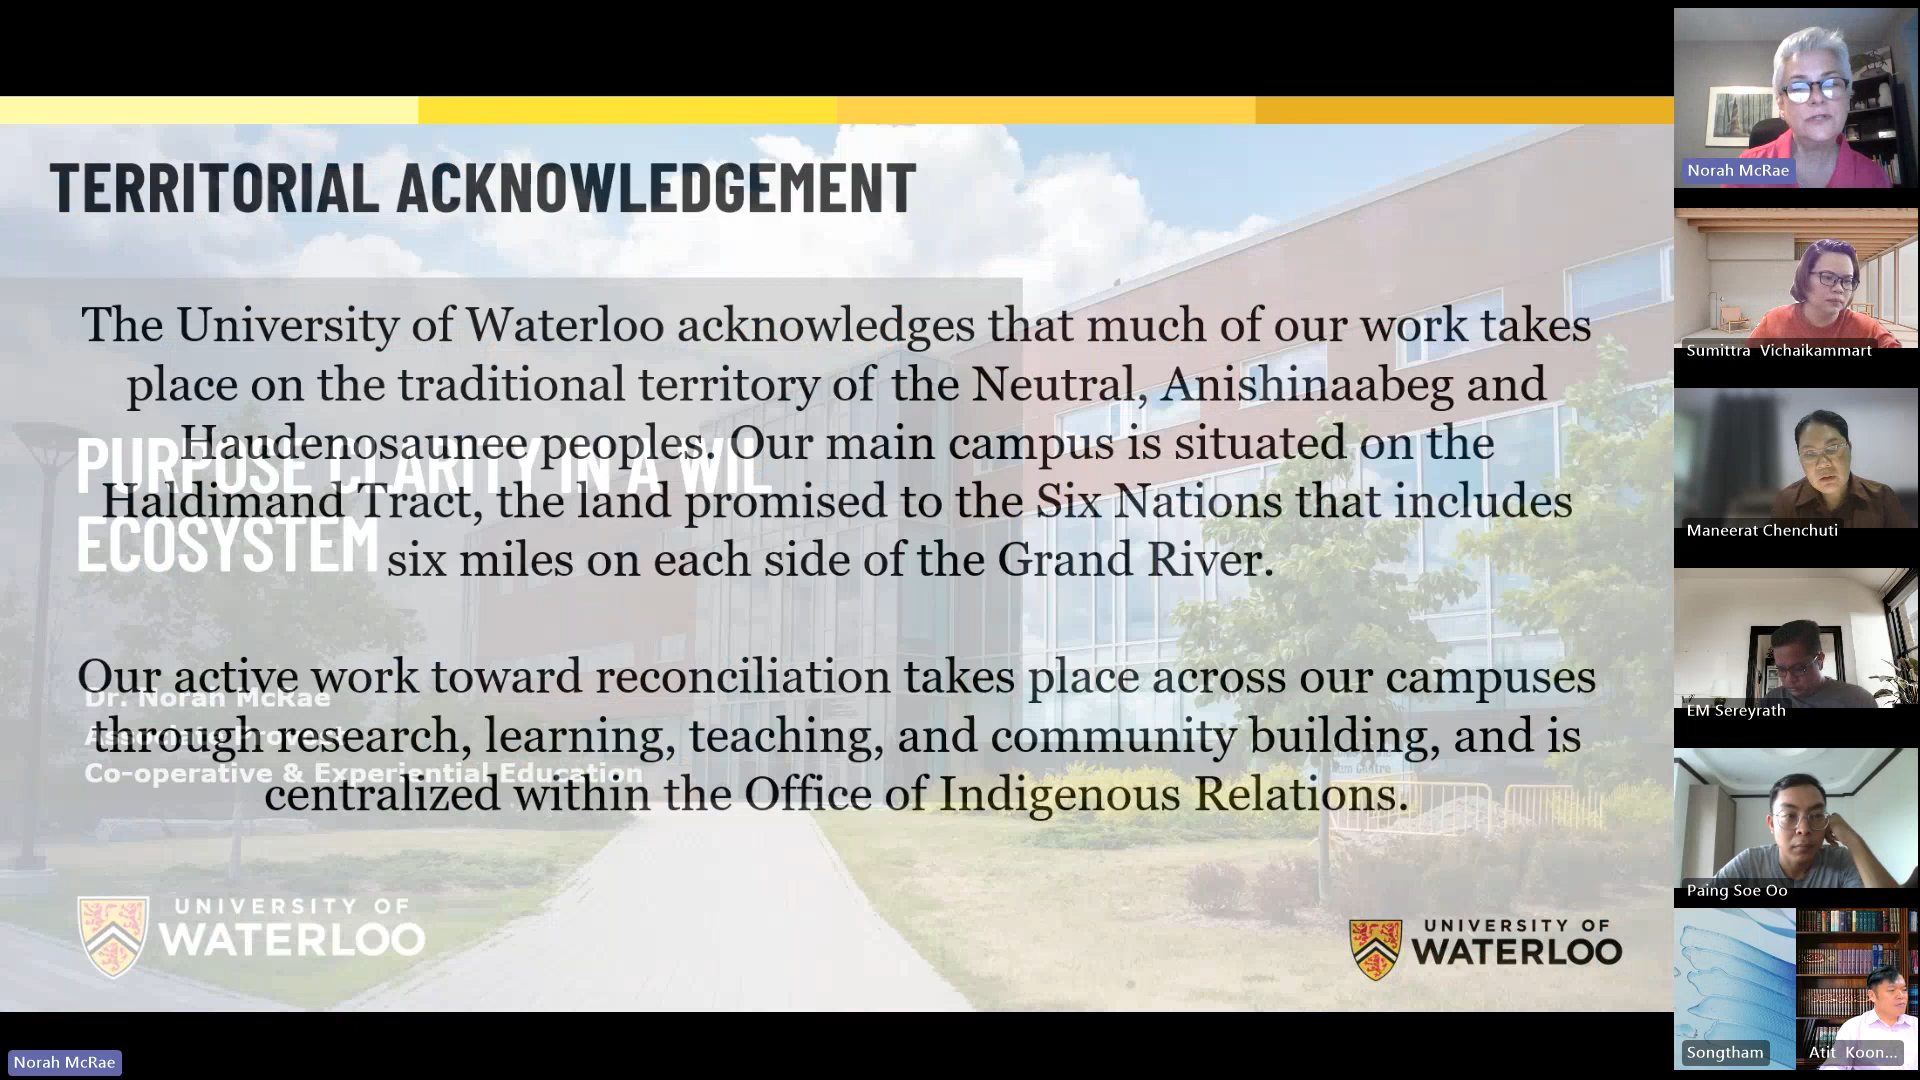 TERRITORIAL ACKNOWLEDGEMENT
The University of Waterloo acknowledges that much of our work takes
place on the traditional territory of the Neutral, Anishinaabeg and
Haudenosaunee peoples. Our main campus is situated on the
Haldimand Tract, the land promised to the Six Nations that includes
six miles on each side of the Grand River.
Our active work toward reconciliation takes place across our campuses
through research, learning, teaching, and community building, and is
centralized within the Office of Indigenous Relations.
PURPOSE CLARITY IN A WIL
ECOSYSTEM
Dr. Norah McRae
Associate Provost
Co-operative & Experiential Education
UNIVERSITY OF
WATERLOO
UNIVERSITY OF
WATERLOO
Norah McRae
Norah McRae
Sumittra Vichaikammart
Maneerat Chenchuti
EM Sereyrath
Paing Soe Oo
Songtham
Atit Koon...